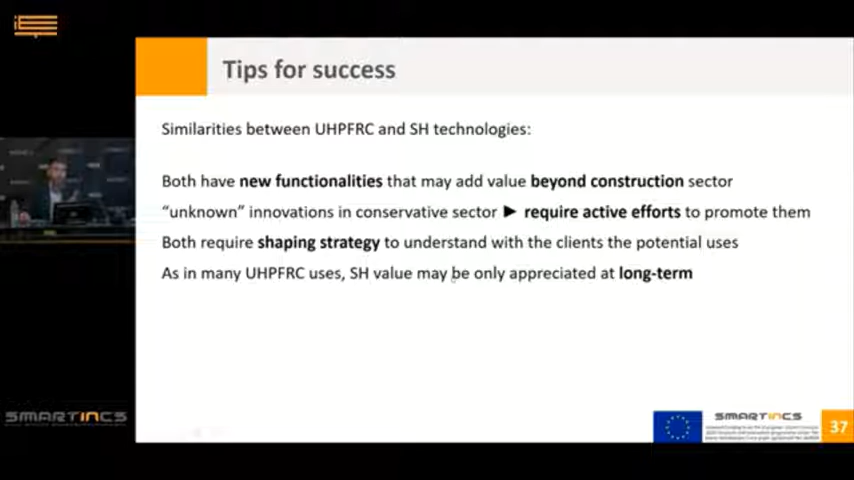 Tips for success
Similarities between UHPFRC and SH technologies:
Both have new functionalities that may add value beyond construction sector
“unknown” innovations in conservative sector ► require active efforts to promote them
Both require shaping strategy to understand with the clients the potential uses
As in many UHPFRC uses, SH value may be only appreciated at long-term
SMARTINCS
SMARTINCS
37